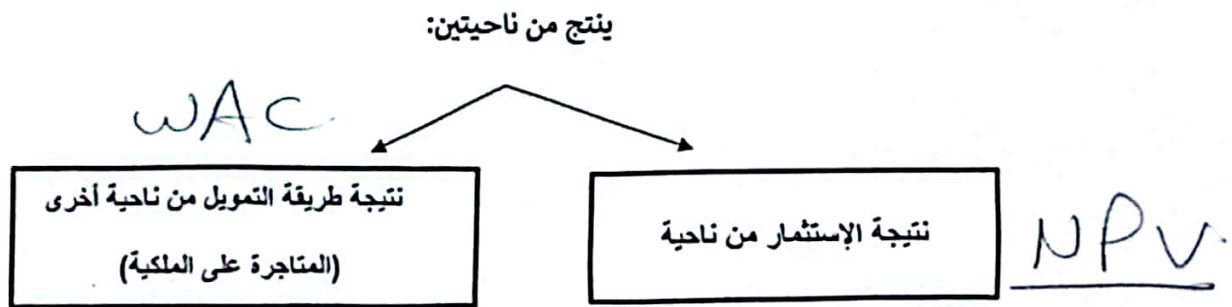 ينتج من ناحيتين:
WAC
نتيجة الإستثمار من ناحية
NPV
نتيجة طريقة التمويل من ناحية أخرى
(المتاجرة على الملكية)